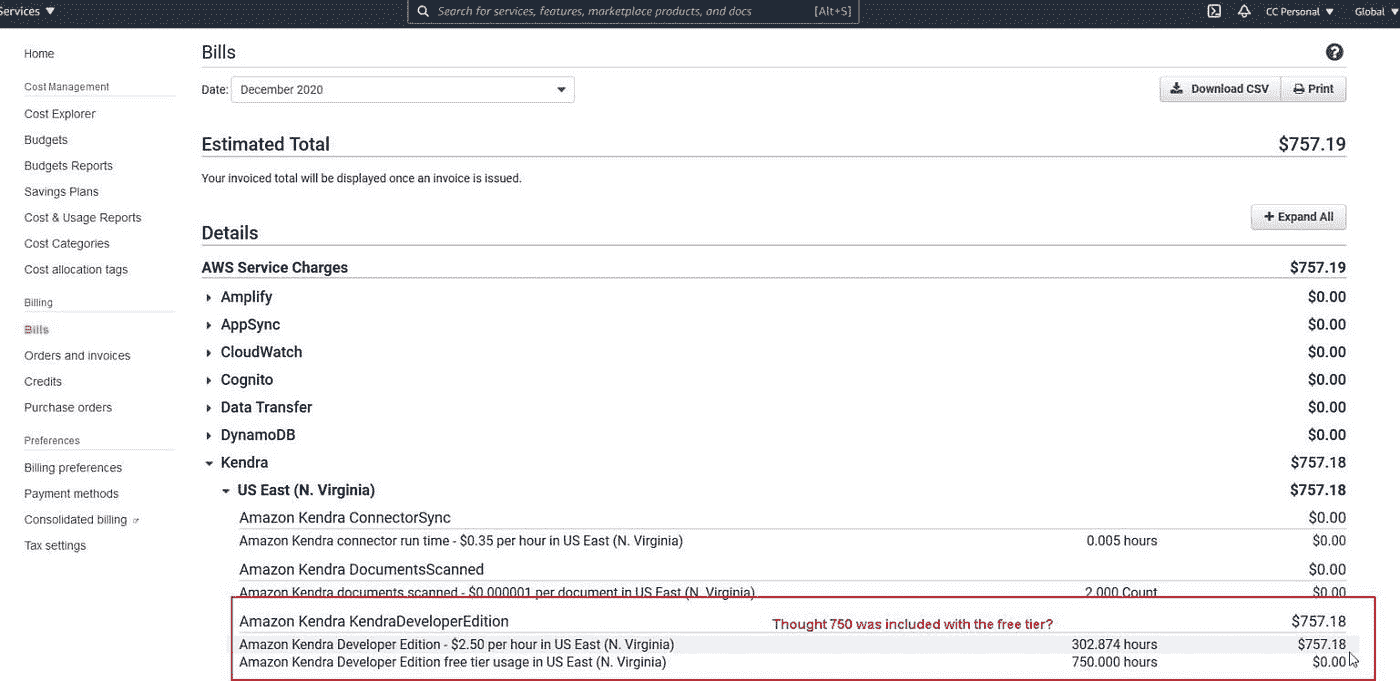 Services
Search for services, features, marketplace products, and docs [Alt+S]
CC Personal
Global
Home
Cost Management
Cost Explorer
Budgets
Budgets Reports
Savings Plans
Cost & Usage Reports
Cost Categories
Cost allocation tags
Billing
Bills
Orders and invoices
Credits
Purchase orders
Preferences
Billing preferences
Payment methods
Consolidated billing
Tax settings
Bills
?
Date: December 2020
Download CSV Print
Estimated Total $757.19
Your invoiced total will be displayed once an invoice is issued.
+ Expand All
Details
AWS Service Charges $757.19
Amplify $0.00
AppSync $0.00
CloudWatch $0.00
Cognito $0.00
Data Transfer $0.00
DynamoDB $0.00
Kendra $757.18
US East (N. Virginia) $757.18
Amazon Kendra ConnectorSync $0.00
Amazon Kendra connector run time - $0.35 per hour in US East (N. Virginia) 0.005 hours $0.00
Amazon Kendra DocumentsScanned $0.00
Amazon Kendra documents scanned - $0.000001 per document in US East (N. Virginia) 2.000 Count $0.00
Amazon Kendra KendraDeveloperEdition Thought 750 was included with the free tier? $757.18
Amazon Kendra Developer Edition - $2.50 per hour in US East (N. Virginia) 302.874 hours $757.18
Amazon Kendra Developer Edition free tier usage in US East (N. Virginia) 750.000 hours $0.00